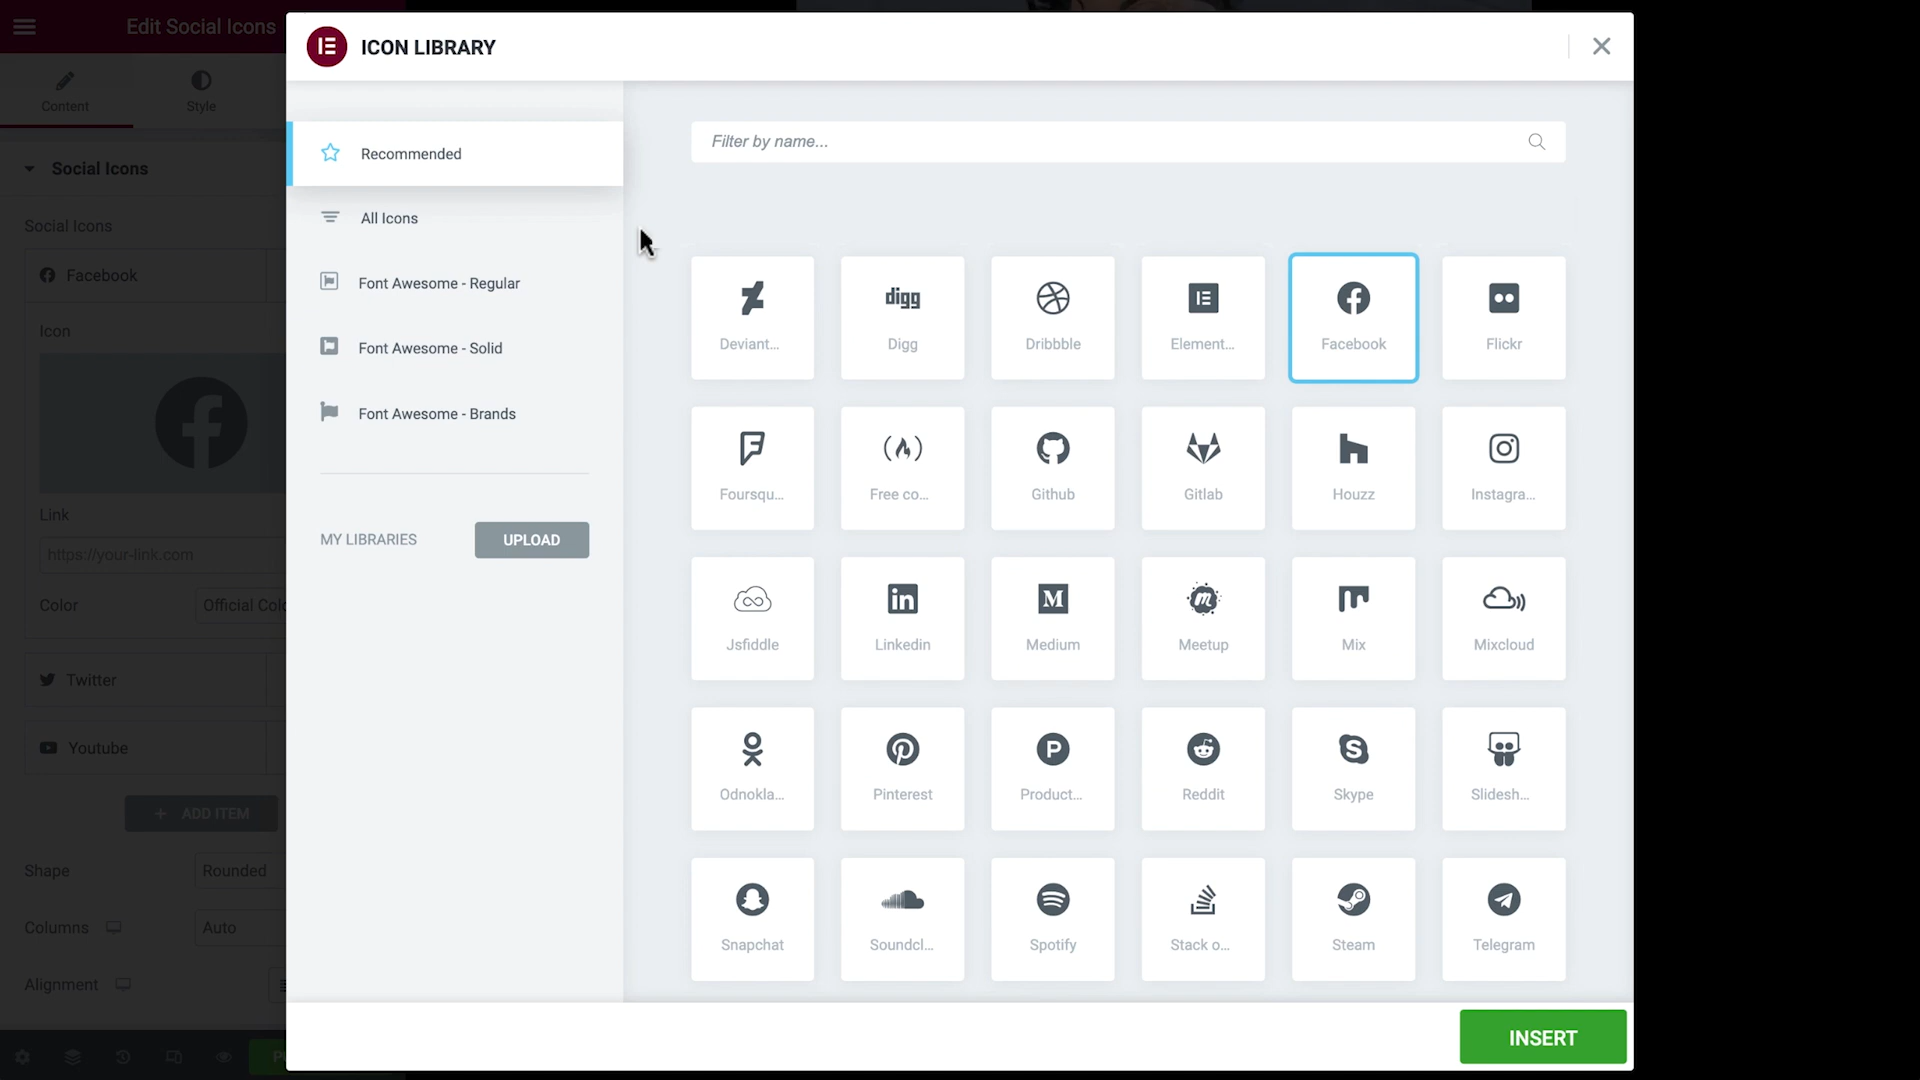 Edit Social Icons
ICON LIBRARY
Content
Style
Social Icons
Social Icons
Facebook
Icon
Link
https://your-link.com
Color
Official Colo
Twitter
Youtube
+ ADD ITEM
Shape
Rounded
Columns
Auto
Alignment
Recommended
All Icons
Font Awesome - Regular
Font Awesome - Solid
Font Awesome - Brands
MY LIBRARIES
UPLOAD
Filter by name...
Deviant...
Digg
Dribbble
Element...
Facebook
Flickr
Foursqu...
Free co...
Github
Gitlab
Houzz
Instagra...
Jsfiddle
Linkedin
Medium
Meetup
Mix
Mixcloud
Odnokla...
Pinterest
Product...
Reddit
Skype
Slidesh...
Snapchat
Soundcl...
Spotify
Stack o...
Steam
Telegram
INSERT